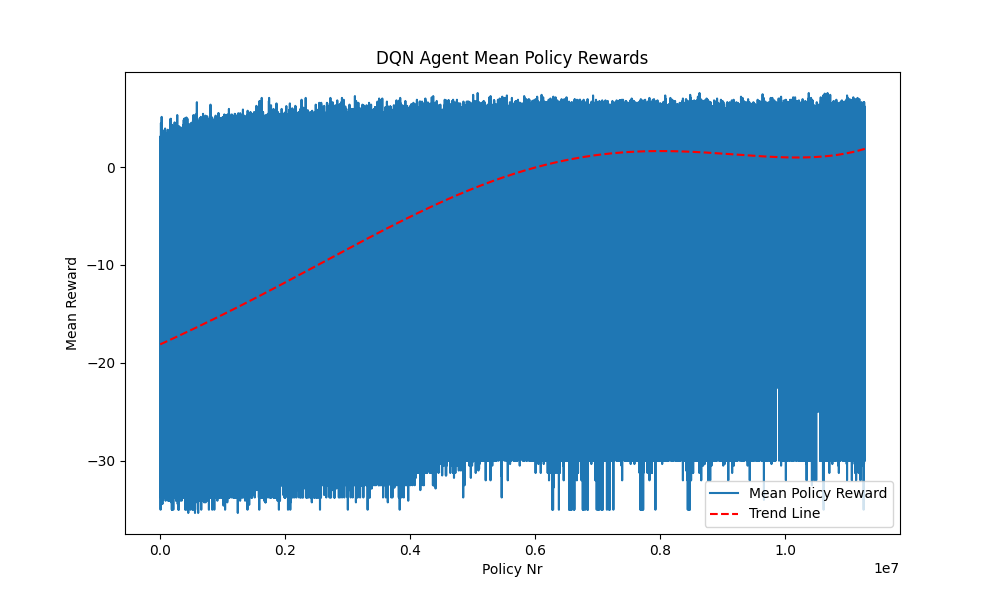 DQN Agent Mean Policy Rewards
0
−10
−20
−30
Mean Reward
Mean Policy Reward
Trend Line
0.0 0.2 0.4 0.6 0.8 1.0
1e7
Policy Nr